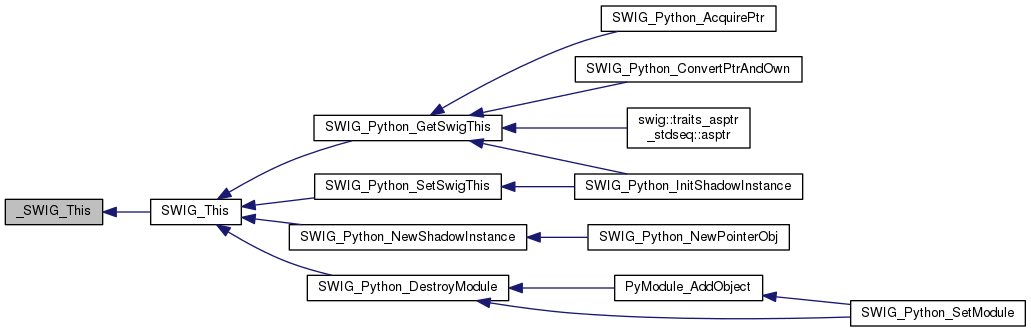 SWIG_Python_AcquirePtr
SWIG_Python_ConvertPtrAndOwn
swig::traits_asptr
_stdseq::asptr
SWIG_Python_GetSwigThis
SWIG_Python_SetSwigThis
SWIG_Python_InitShadowInstance
_SWIG_This
SWIG_This
SWIG_Python_NewShadowInstance
SWIG_Python_NewPointerObj
SWIG_Python_DestroyModule
PyModule_AddObject
SWIG_Python_SetModule